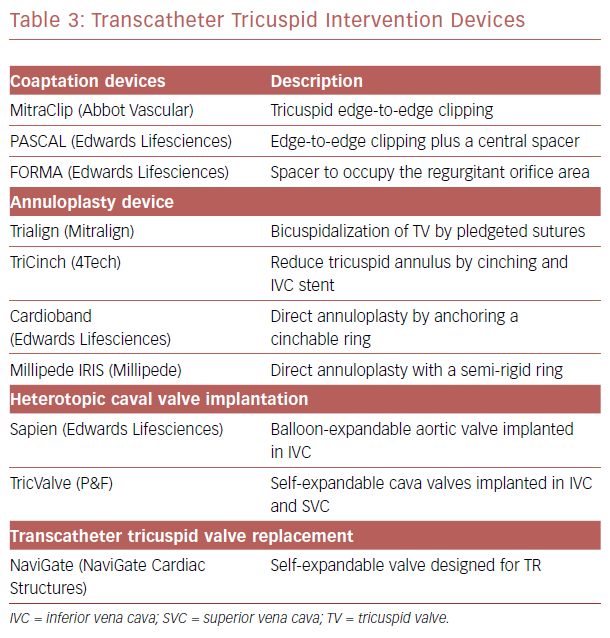 Table 3: Transcatheter Tricuspid Intervention Devices
Coaptation devices Description
MitraClip (Abbot Vascular) Tricuspid edge-to-edge clipping
PASCAL (Edwards Lifesciences) Edge-to-edge clipping plus a central spacer
FORMA (Edwards Lifesciences) Spacer to occupy the regurgitant orifice area
Annuloplasty device
Trialign (Mitralign) Bicuspidalization of TV by pledgeted sutures
TriCinch (4Tech) Reduce tricuspid annulus by cinching and
IVC stent
Cardioband Direct annuloplasty by anchoring a
(Edwards Lifesciences) cinchable ring
Millipede IRIS (Millipede) Direct annuloplasty with a semi-rigid ring
Heterotopic caval valve implantation
Sapien (Edwards Lifesciences) Balloon-expandable aortic valve implanted
in IVC
TricValve (P&F) Self-expandable cava valves implanted in IVC
and SVC
Transcatheter tricuspid valve replacement
NaviGate (NaviGate Cardiac Self-expandable valve designed for TR
Structures)
IVC = inferior vena cava; SVC = superior vena cava; TV = tricuspid valve.